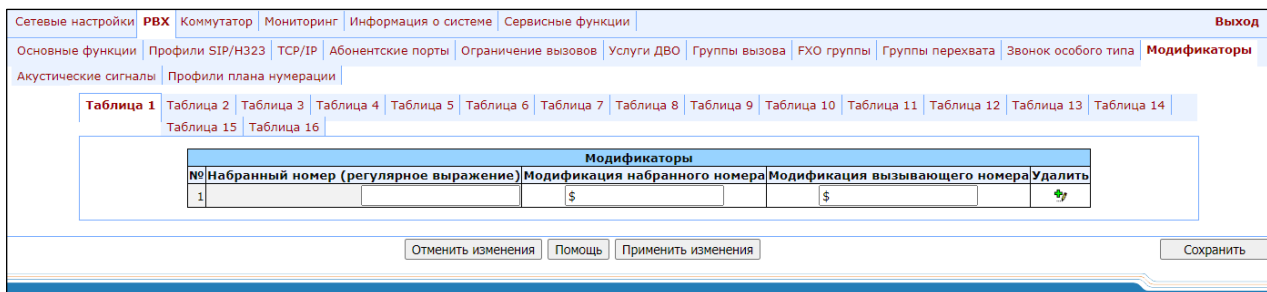 Сетевые настройки PBX Коммутатор Мониторинг Информация о системе Сервисные функции Выход
Основные функции Профили SIP/H323 TCP/IP Абонентские порты Ограничение вызовов Услуги ДВО Группы вызова FXO группы Группы перехвата Звонок особого типа Модификаторы
Акустические сигналы Профили плана нумерации
Таблица 1 Таблица 2 Таблица 3 Таблица 4 Таблица 5 Таблица 6 Таблица 7 Таблица 8 Таблица 9 Таблица 10 Таблица 11 Таблица 12 Таблица 13 Таблица 14
Таблица 15 Таблица 16
Модификаторы
№ Набранный номер (регулярное выражение) Модификация набранного номера Модификация вызывающего номера Удалить
1 $ $
Отменить изменения Помощь Применить изменения Сохранить